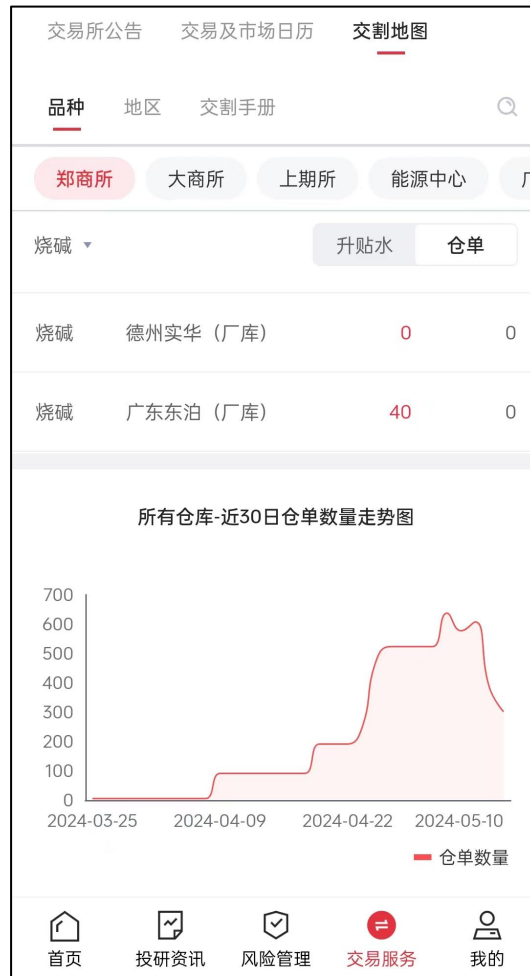 交易所公告 交易及市场日历 交割地图
品种 地区 交割手册
郑商所 大商所 上期所 能源中心
烧碱 升贴水 仓单
烧碱 德州实华（厂库） 0 0
烧碱 广东东泊（厂库） 40 0
所有仓库-近30日仓单数量走势图
700
600
500
400
300
200
100
0
2024-03-25 2024-04-09 2024-04-22 2024-05-10
仓单数量
首页 投研资讯 风险管理 交易服务 我的